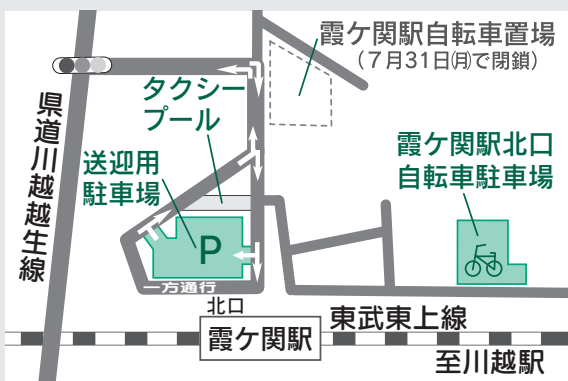 霞ケ関駅自転車置場
(7月31日㈪で閉鎖)
タクシー
プール
県道川越越生線
送迎用
駐車場
霞ケ関駅北口
自転車駐車場
P
一方通行
北口
霞ケ関駅
東武東上線
至川越駅